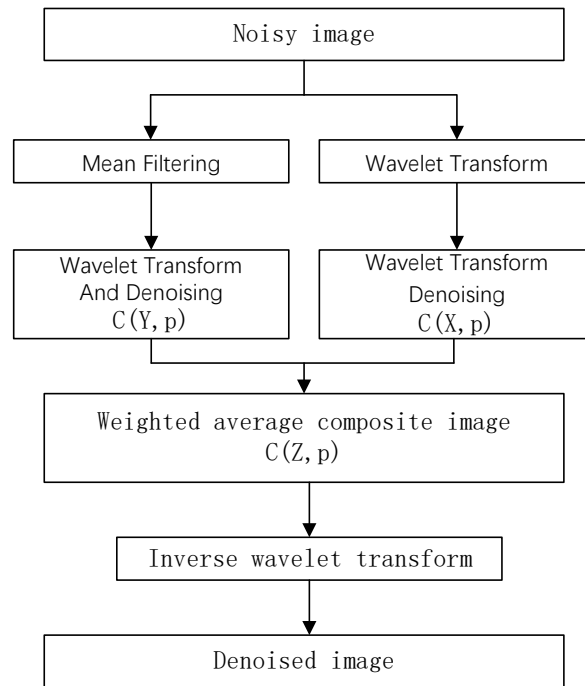 Noisy image
Mean Filtering
Wavelet Transform
Wavelet Transform
And Denoising
C(Y,p)
Wavelet Transform
Denoising
C(X,p)
Weighted average composite image
C(Z,p)
Inverse wavelet transform
Denoised image